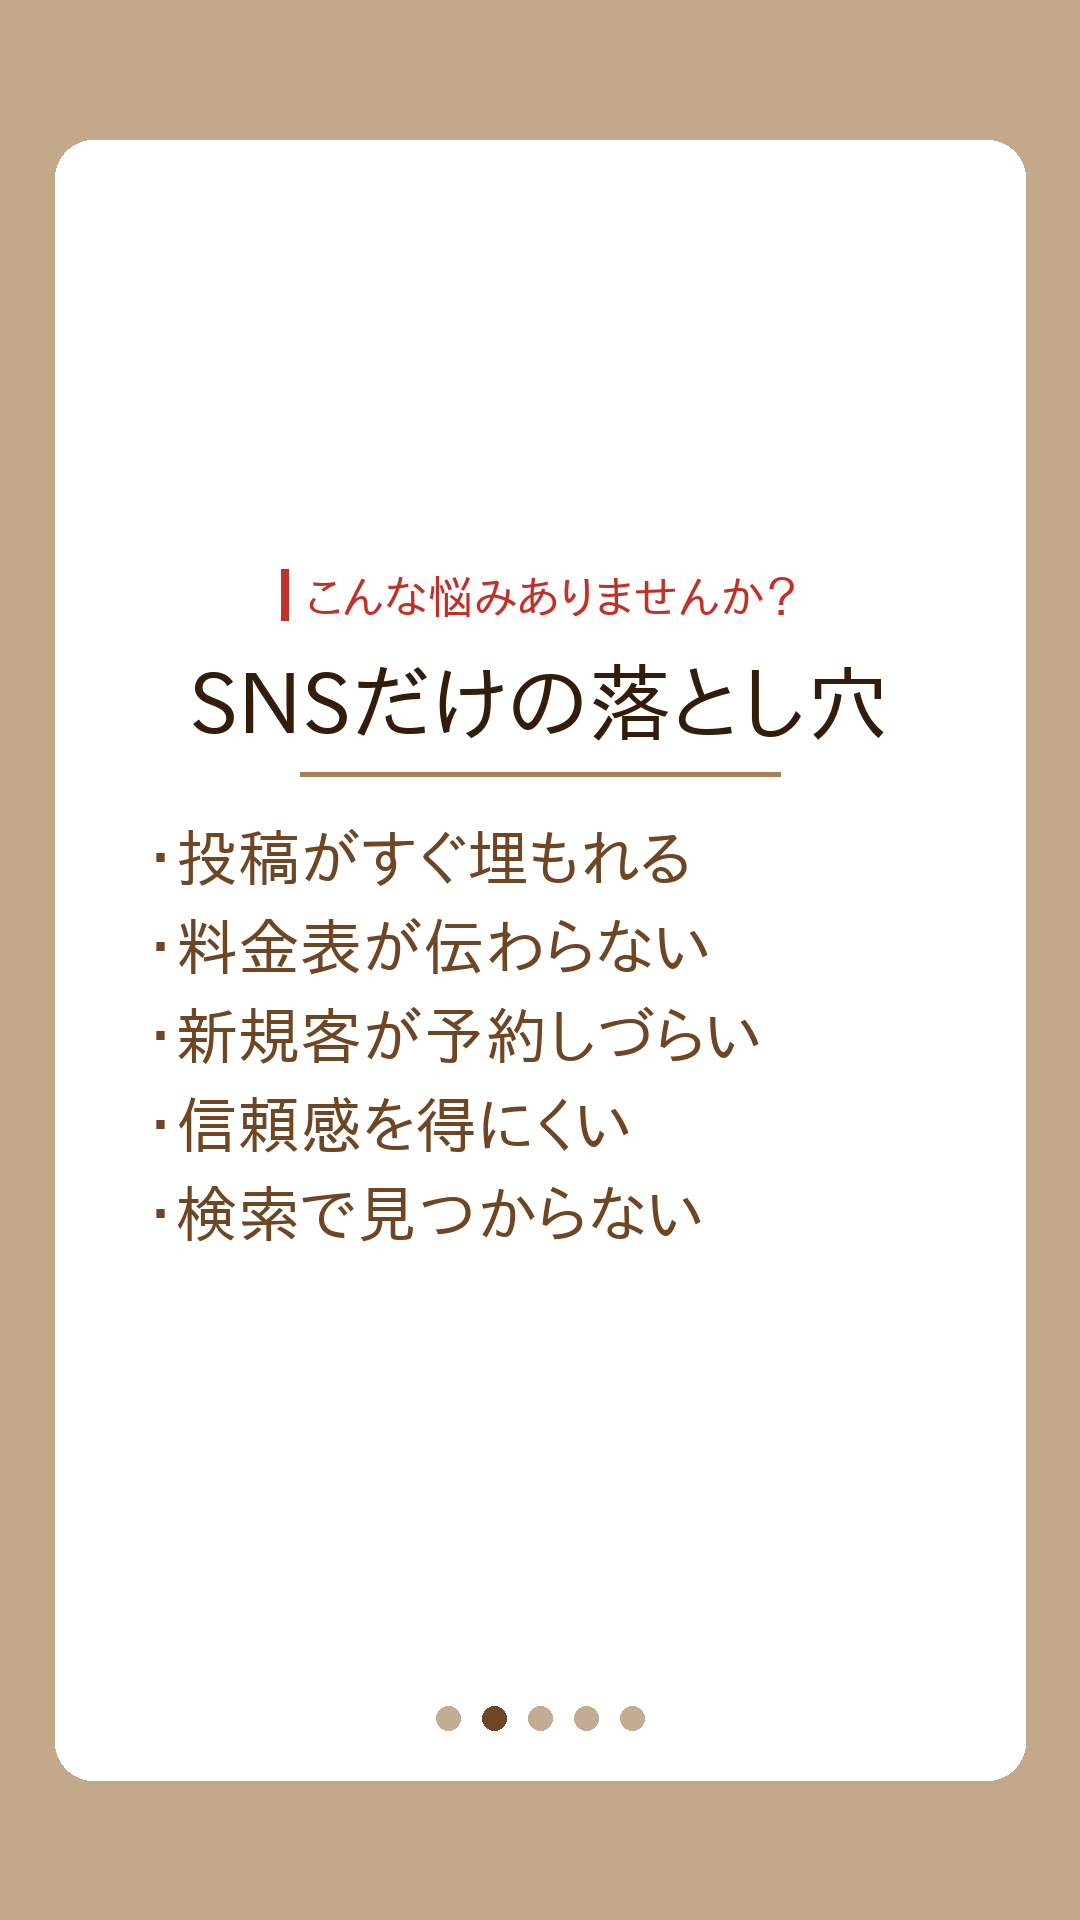 こんな悩みありませんか？
SNSだけの落とし穴
・投稿がすぐ埋もれる
・料金表が伝わらない
・新規客が予約しづらい
・信頼感を得にくい
・検索で見つからない